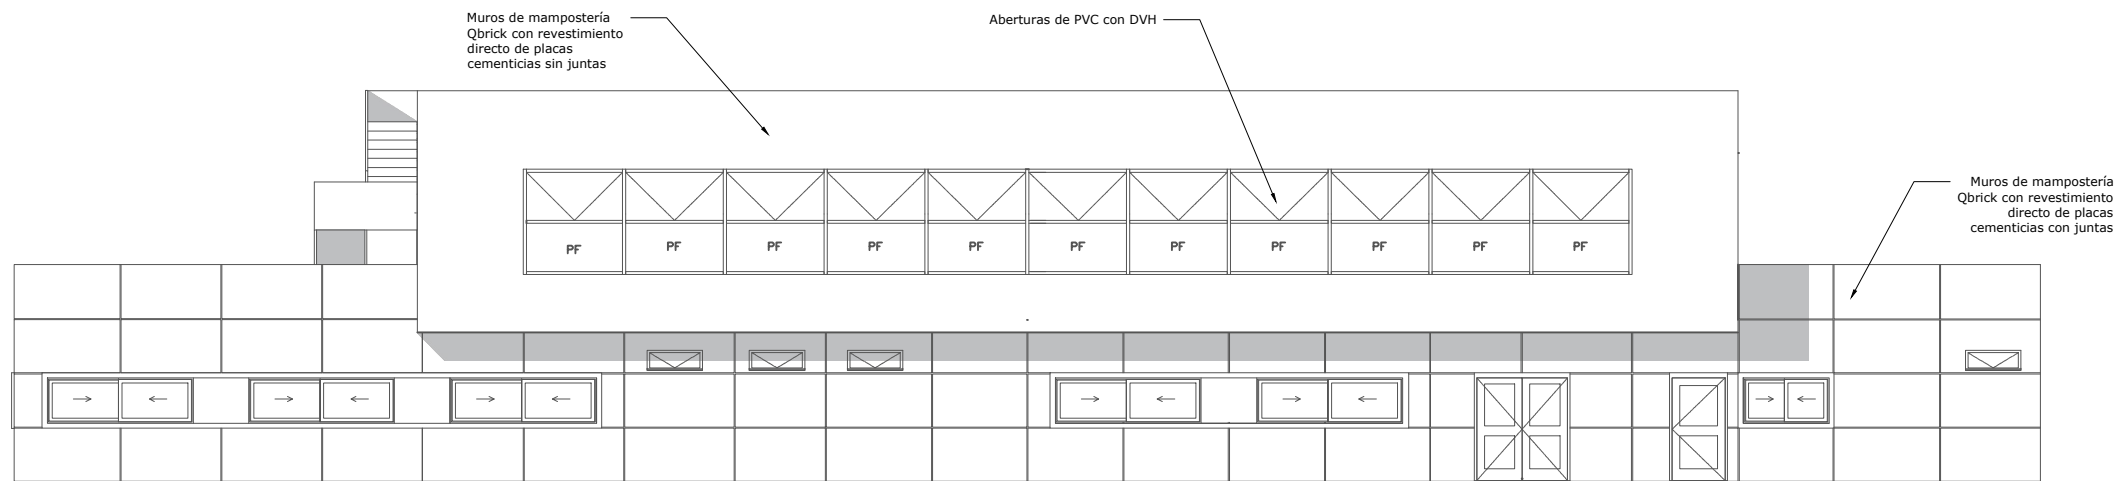 Muros de mampostería
Qbrick con revestimiento
directo de placas
cementicias sin juntas
Aberturas de PVC con DVH
Muros de mampostería
Qbrick con revestimiento
directo de placas
cementicias con juntas
PF PF PF PF PF PF PF PF PF PF PF